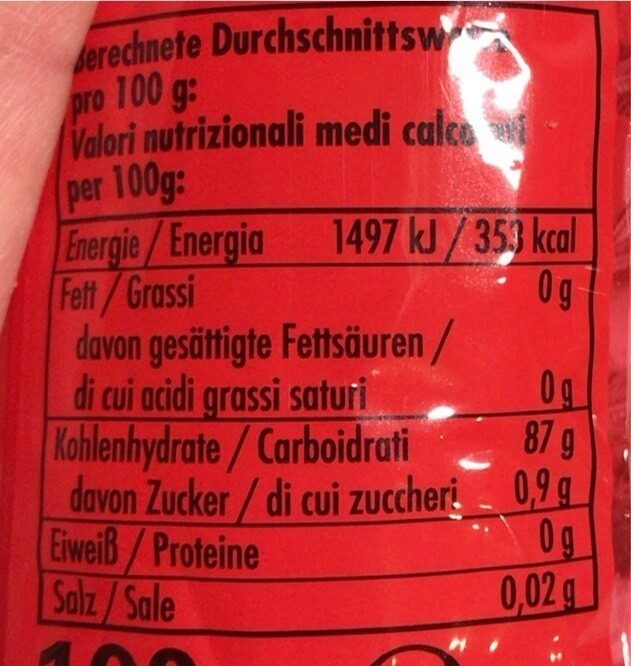 Berechnete
pro 100 g:
Valori nutrizionali medi
per 100g:
Energie / Energia 1497 kJ / 353 kcal
Fett / Grassi 0 g
davon gesättigte Fettsäuren /
di cui acidi grassi saturi 0 g
Kohlenhydrate / Carboidrati 87 g
davon Zucker / di cui zuccheri 0,9 g
Eiweiß / Proteine 0 g
Salz / Sale 0,02 g